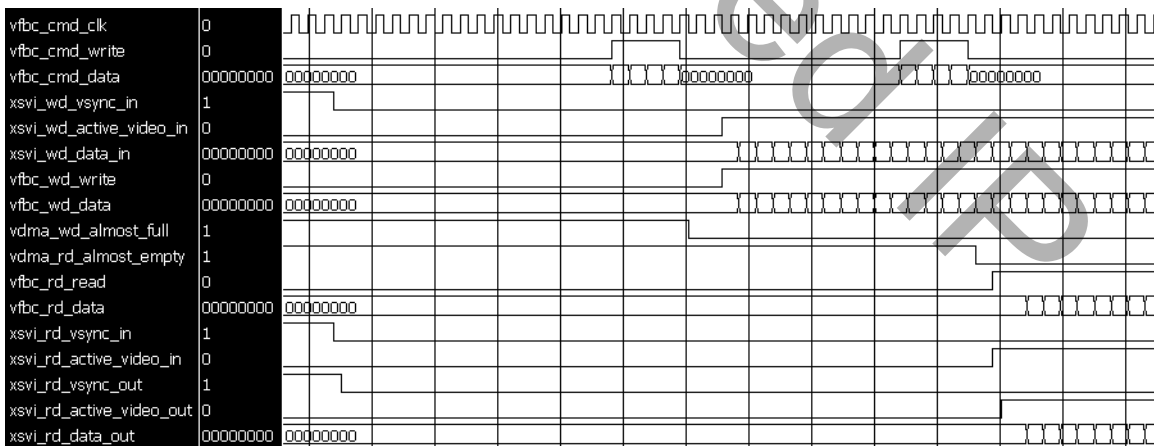 vfbc_cmd_clk 0
vfbc_cmd_write 0
vfbc_cmd_data 00000000 00000000 00000000 00000000
xsvi_wd_vsync_in 1
xsvi_wd_active_video_in 0
xsvi_wd_data_in 00000000 00000000
vfbc_wd_write 0
vfbc_wd_data 00000000 00000000
vdma_wd_almost_full 1
vdma_rd_almost_empty 1
vfbc_rd_read 0
vfbc_rd_data 00000000 00000000
xsvi_rd_vsync_in 1
xsvi_rd_active_video_in 0
xsvi_rd_vsync_out 1
xsvi_rd_active_video_out 0
xsvi_rd_data_out 00000000 00000000
ed IP